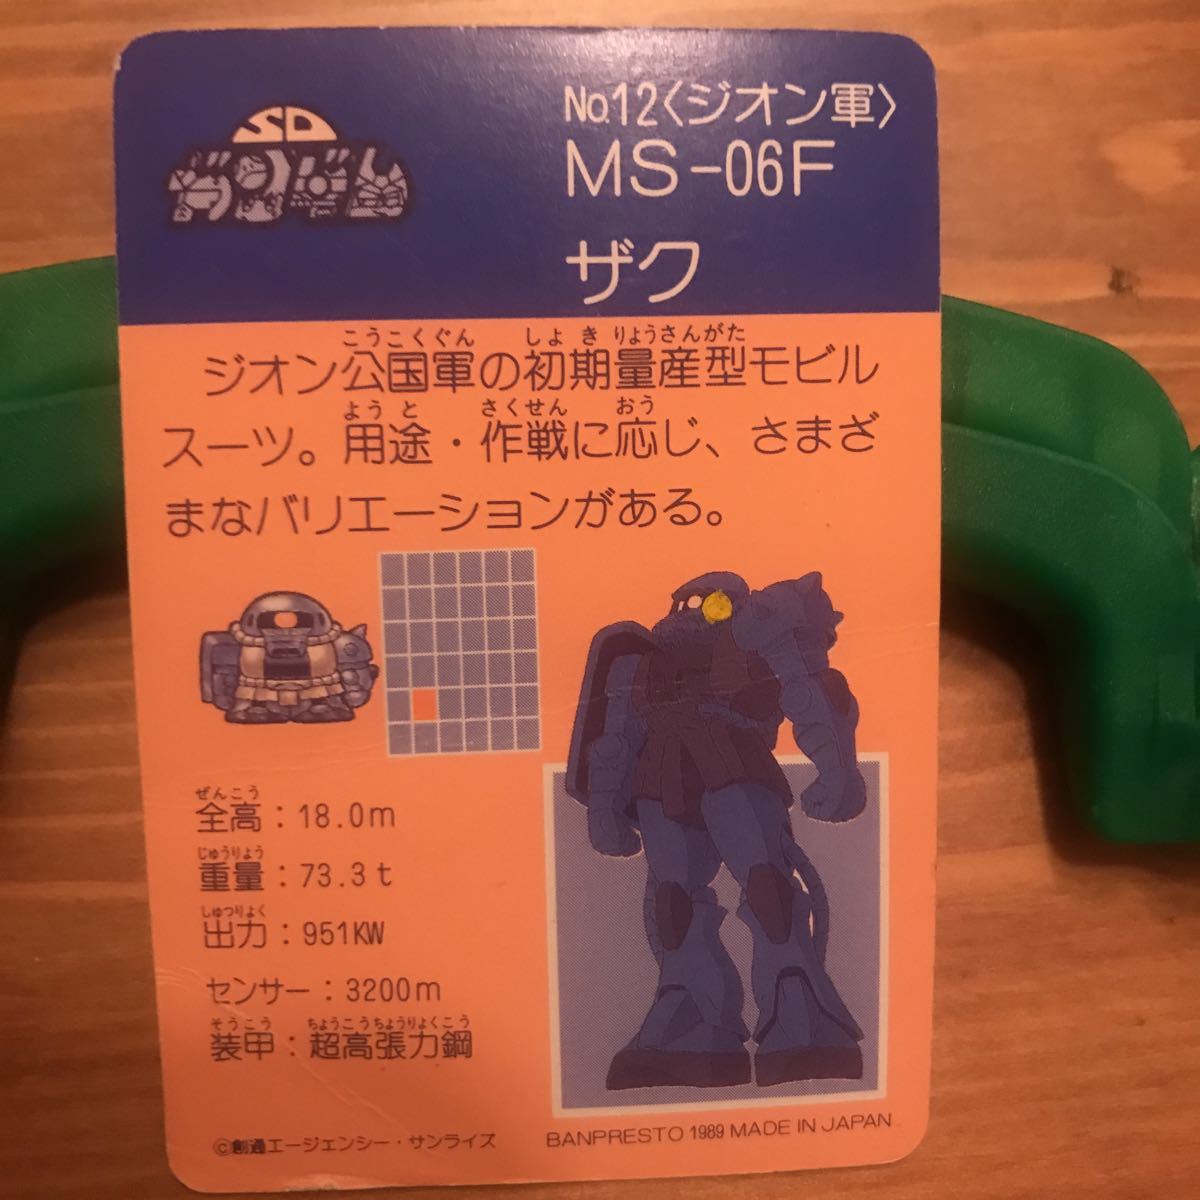 SD
ガンダム
No.12〈ジオン軍〉
MS-06F
ザク
こうこくぐん しょき りょうさんがた
ジオン公国軍の初期量産型モビル
ようと さくせん おう
スーツ。用途・作戦に応じ、さまざ
まなバリエーションがある。
ぜんこう
全高：18.0m
じゅうりょう
重量：73.3t
しゅつりょく
出力：951KW
センサー：3200m
そうこう ちょうこうちょうりょくこう
装甲：超高張力鋼
©創通エージェンシー・サンライズ
BANPRESTO 1989 MADE IN JAPAN